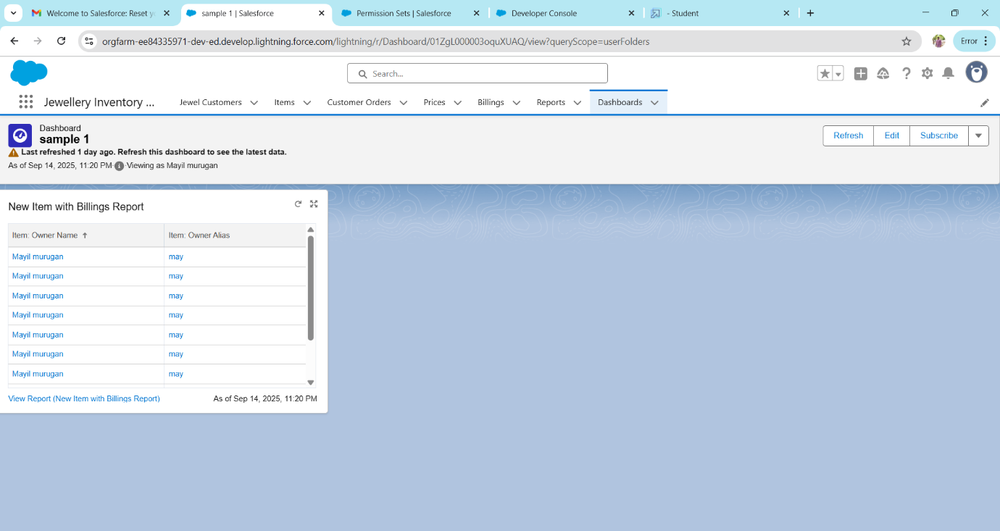 Welcome to Salesforce: Reset yo
sample 1 | Salesforce
Permission Sets | Salesforce
Developer Console
- Student
orgfarm-ee84335971-dev-ed.develop.lightning.force.com/lightning/r/Dashboard/01ZgL000003oquXUAQ/view?queryScope=userFolders
Error
Search...
Jewellery Inventory ...
Jewel Customers
Items
Customer Orders
Prices
Billings
Reports
Dashboards
Dashboard
sample 1
Refresh
Edit
Subscribe
Last refreshed 1 day ago. Refresh this dashboard to see the latest data.
As of Sep 14, 2025, 11:20 PM·Viewing as Mayil murugan
New Item with Billings Report
Item: Owner Name ↑ Item: Owner Alias
Mayil murugan may
Mayil murugan may
Mayil murugan may
Mayil murugan may
Mayil murugan may
Mayil murugan may
Mayil murugan may
View Report (New Item with Billings Report)
As of Sep 14, 2025, 11:20 PM